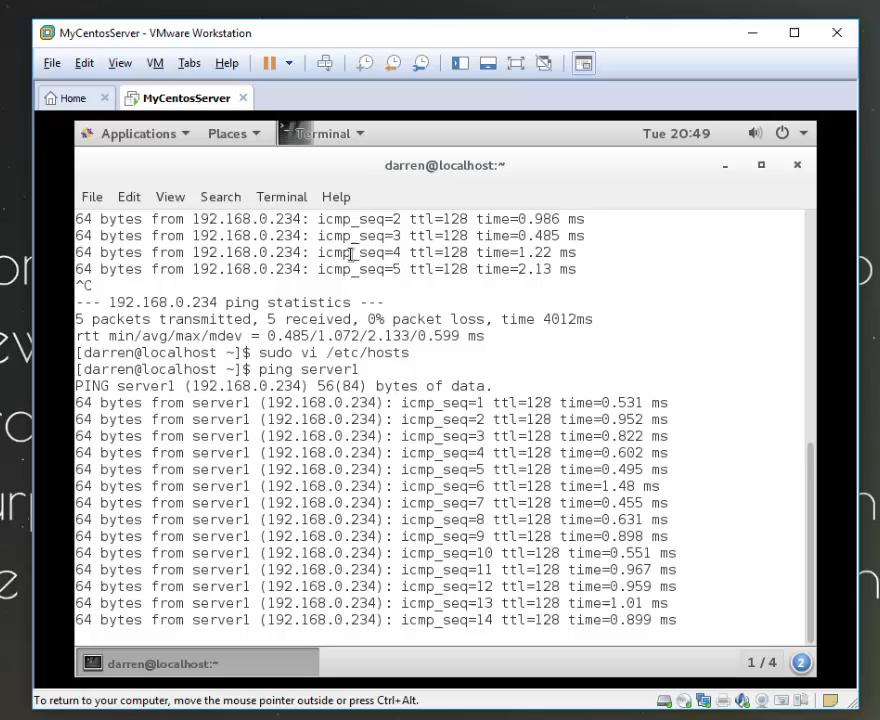 MyCentosServer - VMware Workstation
File Edit View VM Tabs Help
Home MyCentosServer
Applications Places Terminal Tue 20:49
darren@localhost:~
File Edit View Search Terminal Help
64 bytes from 192.168.0.234: icmp_seq=2 ttl=128 time=0.986 ms
64 bytes from 192.168.0.234: icmp_seq=3 ttl=128 time=0.485 ms
64 bytes from 192.168.0.234: icmp_seq=4 ttl=128 time=1.22 ms
64 bytes from 192.168.0.234: icmp_seq=5 ttl=128 time=2.13 ms
^C
--- 192.168.0.234 ping statistics ---
5 packets transmitted, 5 received, 0% packet loss, time 4012ms
rtt min/avg/max/mdev = 0.485/1.072/2.133/0.599 ms
[darren@localhost ~]$ sudo vi /etc/hosts
[darren@localhost ~]$ ping server1
PING server1 (192.168.0.234) 56(84) bytes of data.
64 bytes from server1 (192.168.0.234): icmp_seq=1 ttl=128 time=0.531 ms
64 bytes from server1 (192.168.0.234): icmp_seq=2 ttl=128 time=0.952 ms
64 bytes from server1 (192.168.0.234): icmp_seq=3 ttl=128 time=0.822 ms
64 bytes from server1 (192.168.0.234): icmp_seq=4 ttl=128 time=0.602 ms
64 bytes from server1 (192.168.0.234): icmp_seq=5 ttl=128 time=0.495 ms
64 bytes from server1 (192.168.0.234): icmp_seq=6 ttl=128 time=1.48 ms
64 bytes from server1 (192.168.0.234): icmp_seq=7 ttl=128 time=0.455 ms
64 bytes from server1 (192.168.0.234): icmp_seq=8 ttl=128 time=0.631 ms
64 bytes from server1 (192.168.0.234): icmp_seq=9 ttl=128 time=0.898 ms
64 bytes from server1 (192.168.0.234): icmp_seq=10 ttl=128 time=0.551 ms
64 bytes from server1 (192.168.0.234): icmp_seq=11 ttl=128 time=0.967 ms
64 bytes from server1 (192.168.0.234): icmp_seq=12 ttl=128 time=0.959 ms
64 bytes from server1 (192.168.0.234): icmp_seq=13 ttl=128 time=1.01 ms
64 bytes from server1 (192.168.0.234): icmp_seq=14 ttl=128 time=0.899 ms
darren@localhost:~ 1 / 4 2
To return to your computer, move the mouse pointer outside or press Ctrl+Alt.